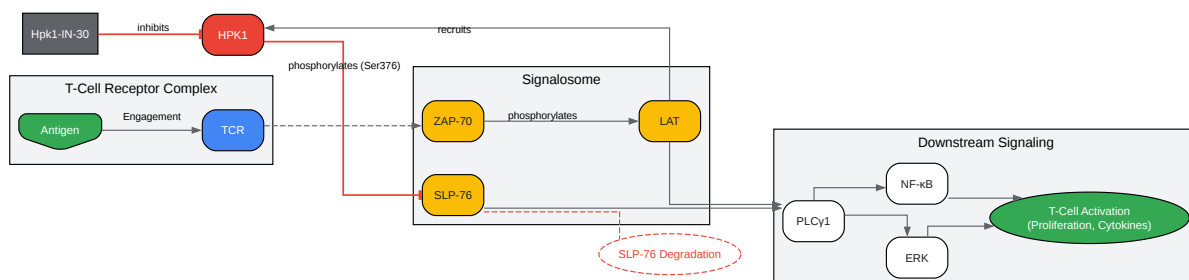 Hpk1-IN-30
inhibits
HPK1
recruits
phosphorylates (Ser376)
T-Cell Receptor Complex
Antigen
Engagement
TCR
Signalosome
ZAP-70
phosphorylates
LAT
SLP-76
SLP-76 Degradation
Downstream Signaling
PLCγ1
NF-κB
ERK
T-Cell Activation
(Proliferation, Cytokines)